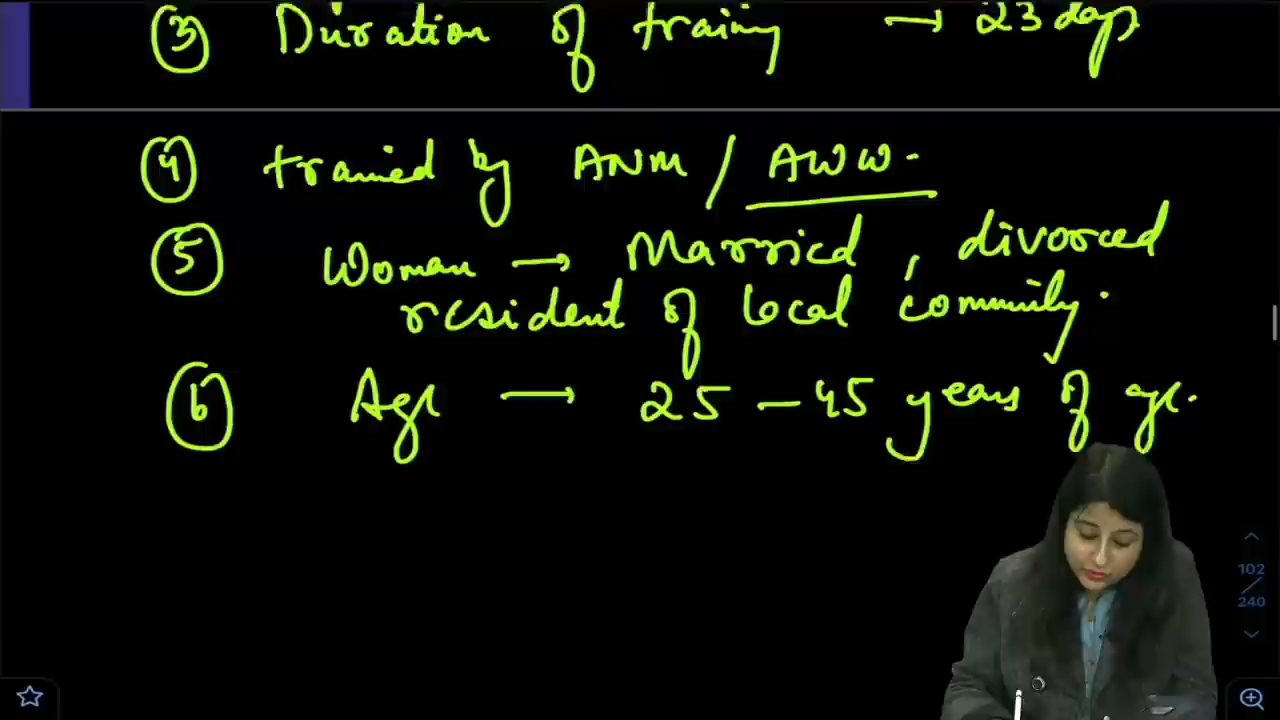 ③ Duration of training → 23 days
④ trained by ANM / AWW.
⑤ Woman → Married, divorced
resident of local community.
⑥ Age → 25 – 45 years of age.
102
240